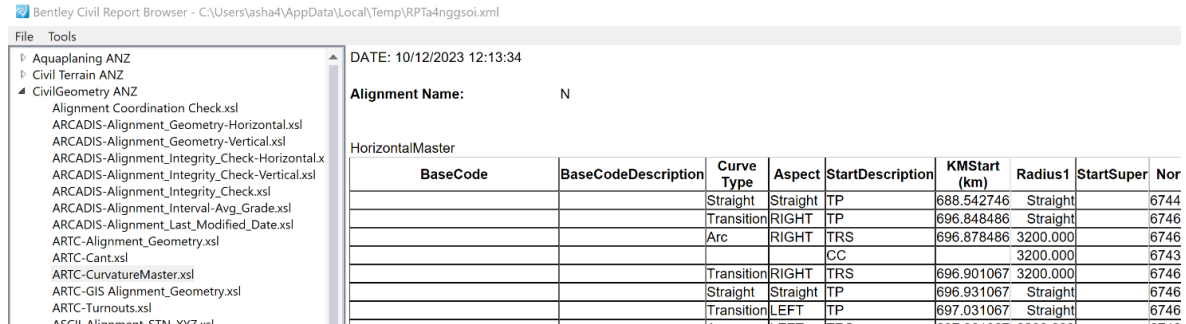 Bentley Civil Report Browser - C:\Users\asha4\AppData\Local\Temp\RPTa4nggsoi.xml
File Tools
Aquaplaning ANZ
Civil Terrain ANZ
CivilGeometry ANZ
Alignment Coordination Check.xsl
ARCADIS-Alignment_Geometry-Horizontal.xsl
ARCADIS-Alignment_Geometry-Vertical.xsl
ARCADIS-Alignment_Integrity_Check-Horizontal.x
ARCADIS-Alignment_Integrity_Check-Vertical.xsl
ARCADIS-Alignment_Integrity_Check.xsl
ARCADIS-Alignment_Interval-Avg_Grade.xsl
ARCADIS-Alignment_Last_Modified_Date.xsl
ARTC-Alignment_Geometry.xsl
ARTC-Cant.xsl
ARTC-CurvatureMaster.xsl
ARTC-GIS Alignment_Geometry.xsl
ARTC-Turnouts.xsl
ASCII Alignment STN XYZ.xsl
DATE: 10/12/2023 12:13:34
Alignment Name: N
HorizontalMaster
BaseCode BaseCodeDescription Curve Type Aspect StartDescription KMStart (km) Radius1 StartSuper Nor
Straight Straight TP 688.542746 Straight 6744
Transition RIGHT TP 696.848486 Straight 6746
Arc RIGHT TRS 696.878486 3200.000 6746
CC 3200.000 6743
Transition RIGHT TRS 696.901067 3200.000 6746
Straight Straight TP 696.931067 Straight 6746
Transition LEFT TP 697.031067 Straight 6746